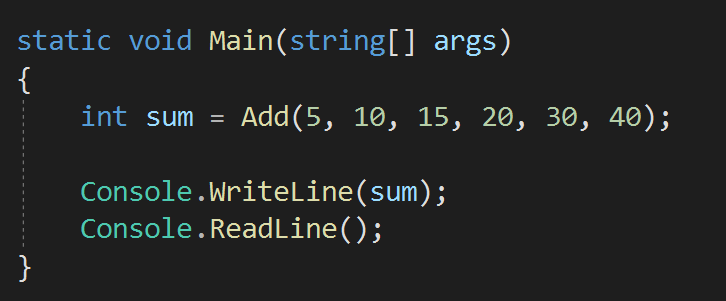 static void Main(string[] args)
{
    int sum = Add(5, 10, 15, 20, 30, 40);
    Console.WriteLine(sum);
    Console.ReadLine();
}